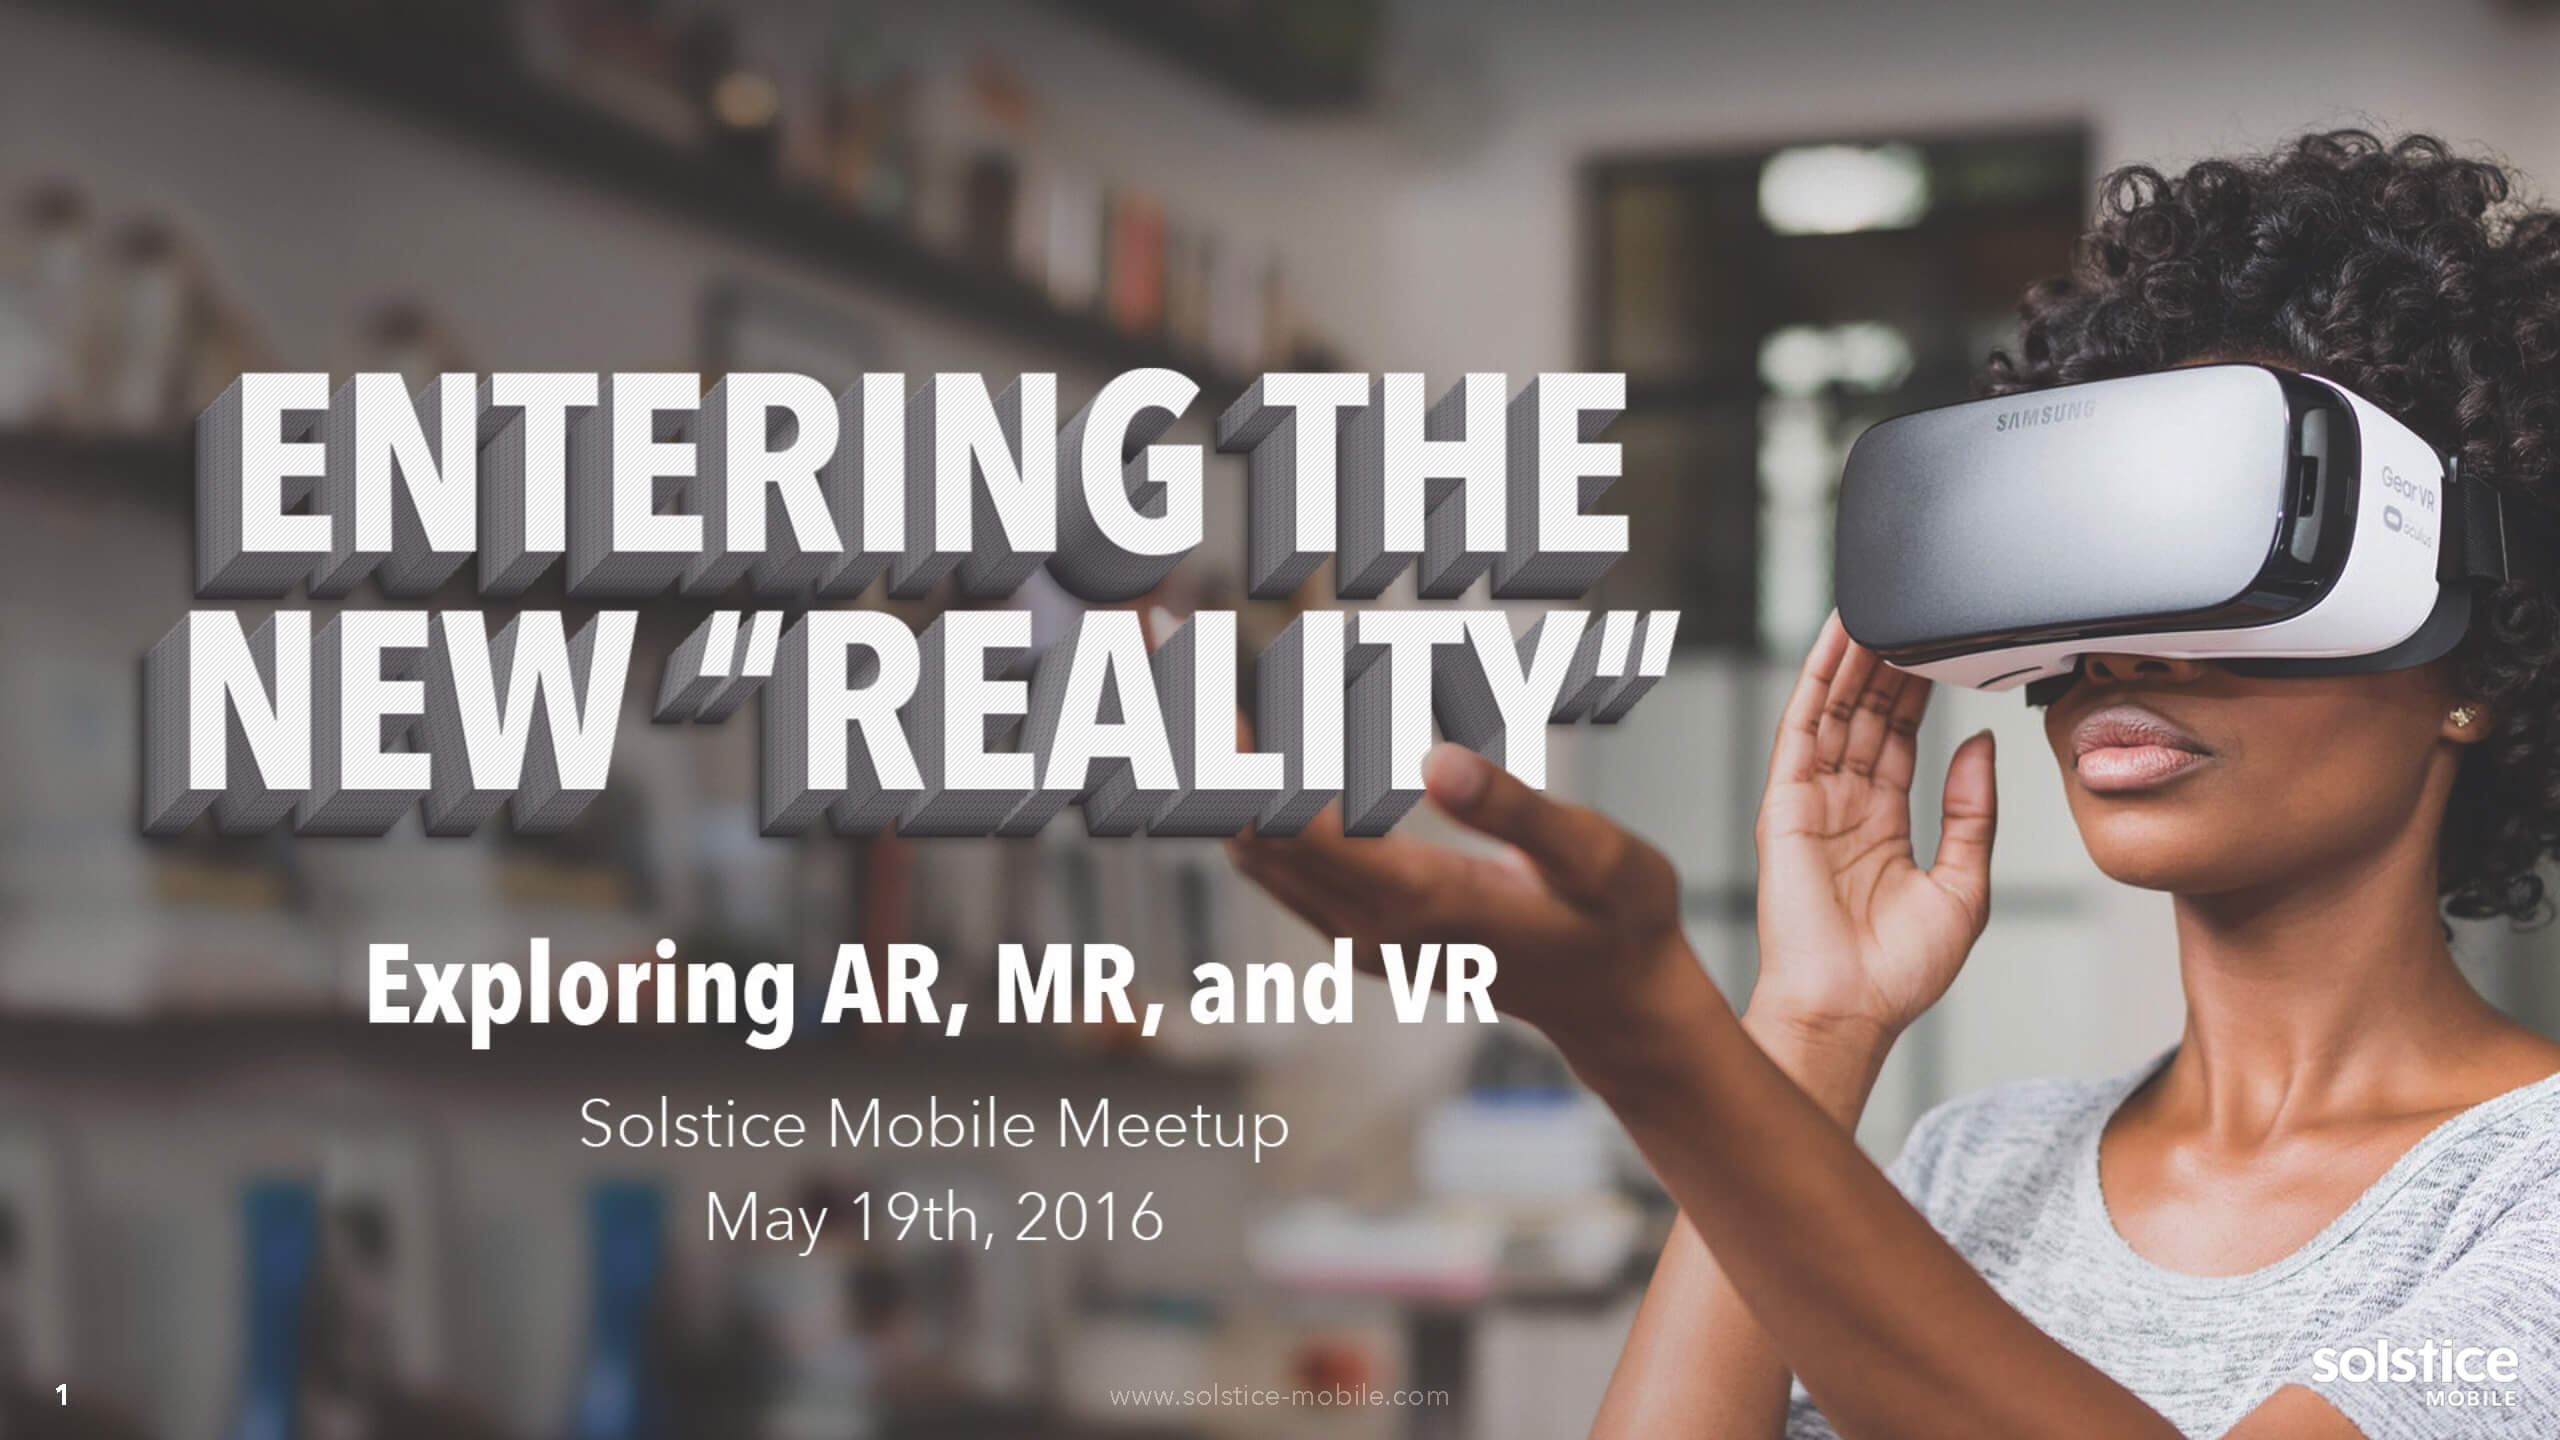 ENTERING THE
NEW “REALITY”
Exploring AR, MR, and VR
Solstice Mobile Meetup
May 19th, 2016
SAMSUNG
Gear VR
oculus
1
www.solstice-mobile.com
solstice
MOBILE